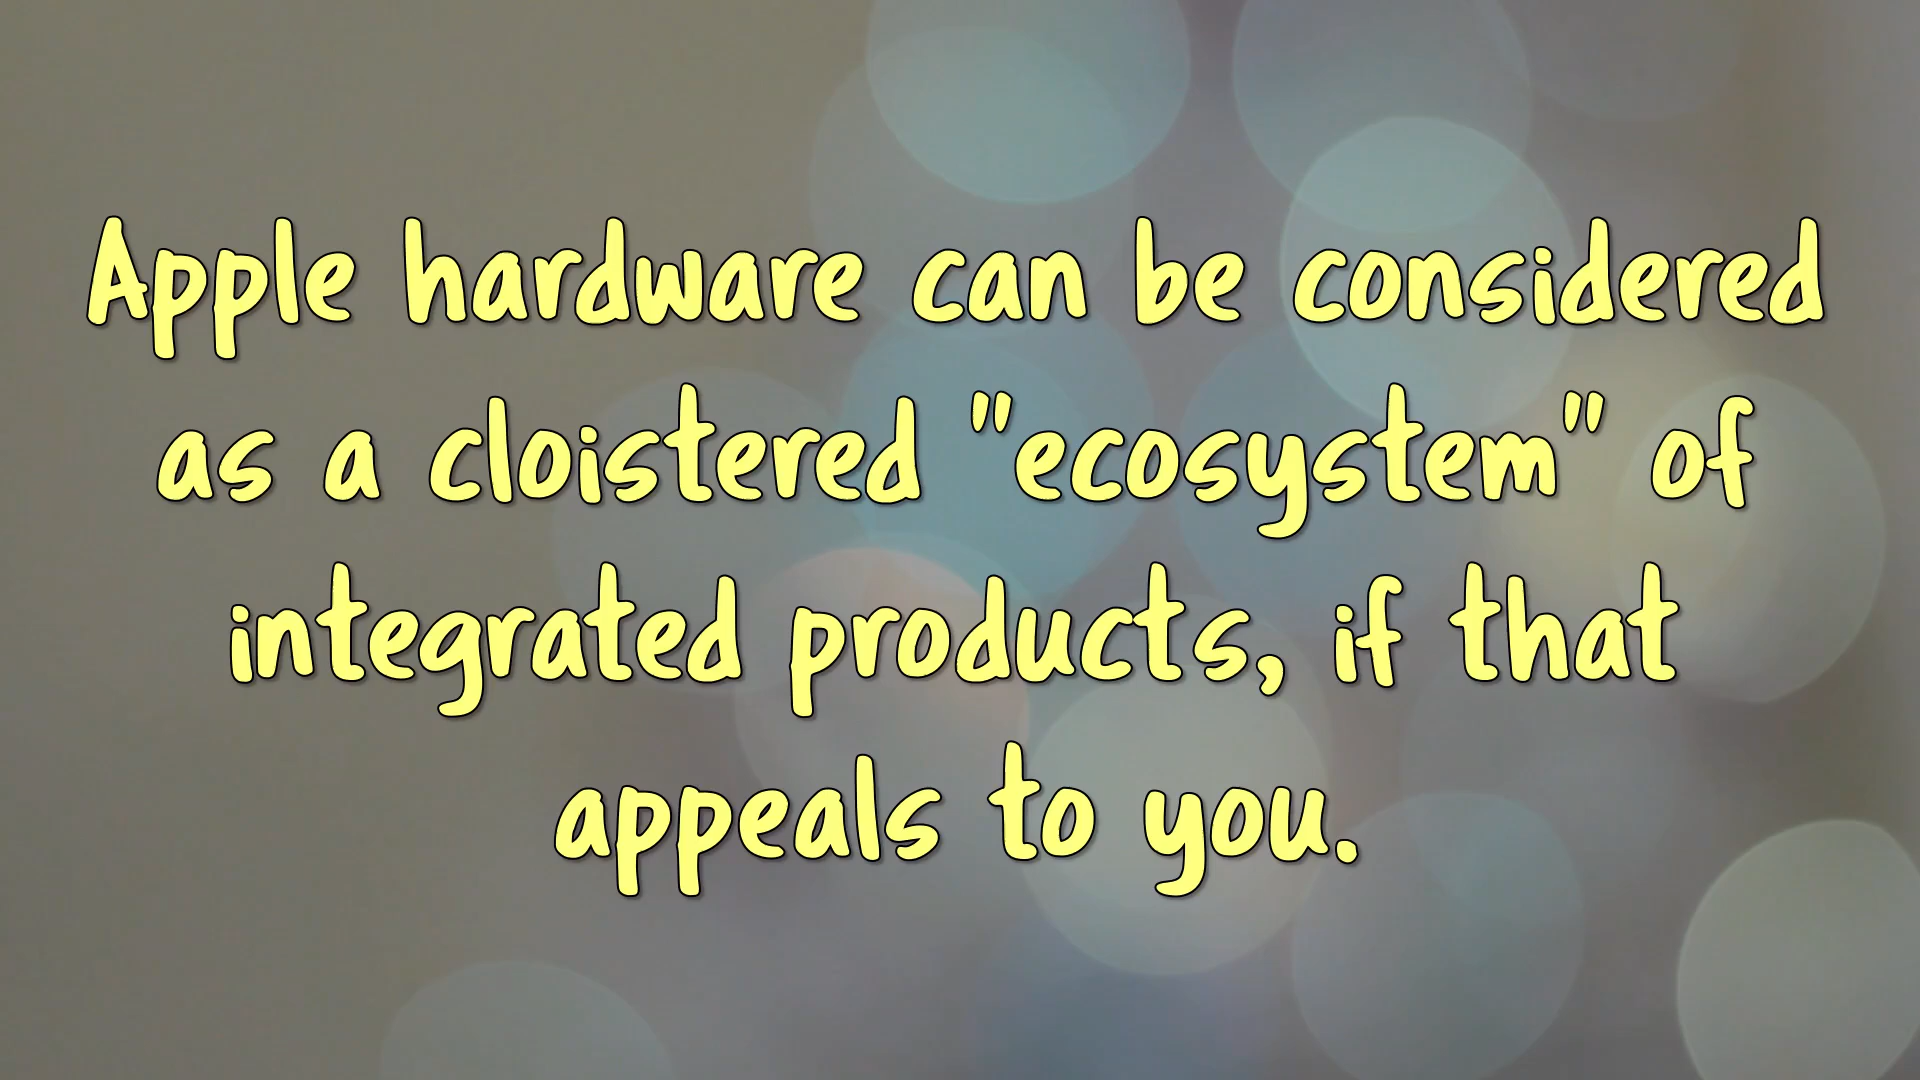 Apple hardware can be considered
as a cloistered "ecosystem" of
integrated products, if that
appeals to you.